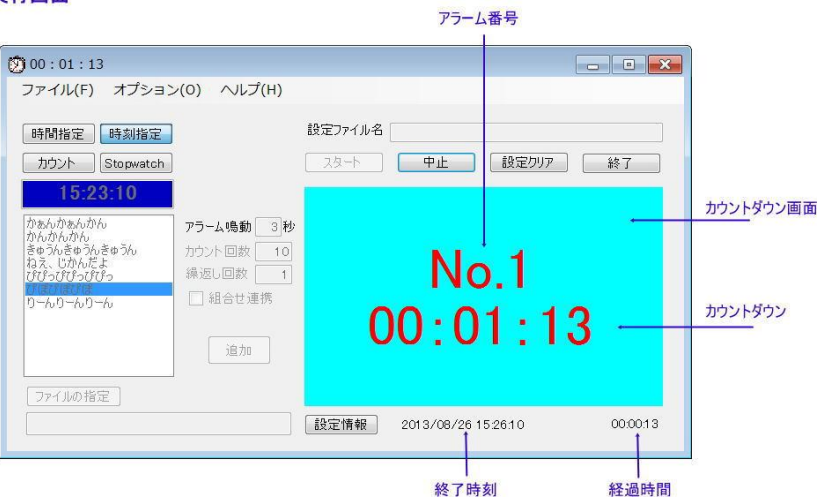 アラーム番号
00 : 01 : 13
ファイル(F) オプション(O) ヘルプ(H)
時間指定 時刻指定 設定ファイル名
カウント Stopwatch スタート 中止 設定クリア 終了
15:23:10
かぁんかぁんかん
かんかんかん
きゅうんきゅうんきゅうん
ねえ、じかんだよ
ぴぴっぴぴっぴぴっ
りーんりーんりーん
アラーム鳴動 3 秒
カウント回数 10
繰返し回数 1
組合せ連携
追加
No.1
00:01:13
カウントダウン画面
カウントダウン
ファイルの指定
設定情報 2013/08/26 15:26:10 00:00:13
終了時刻 経過時間